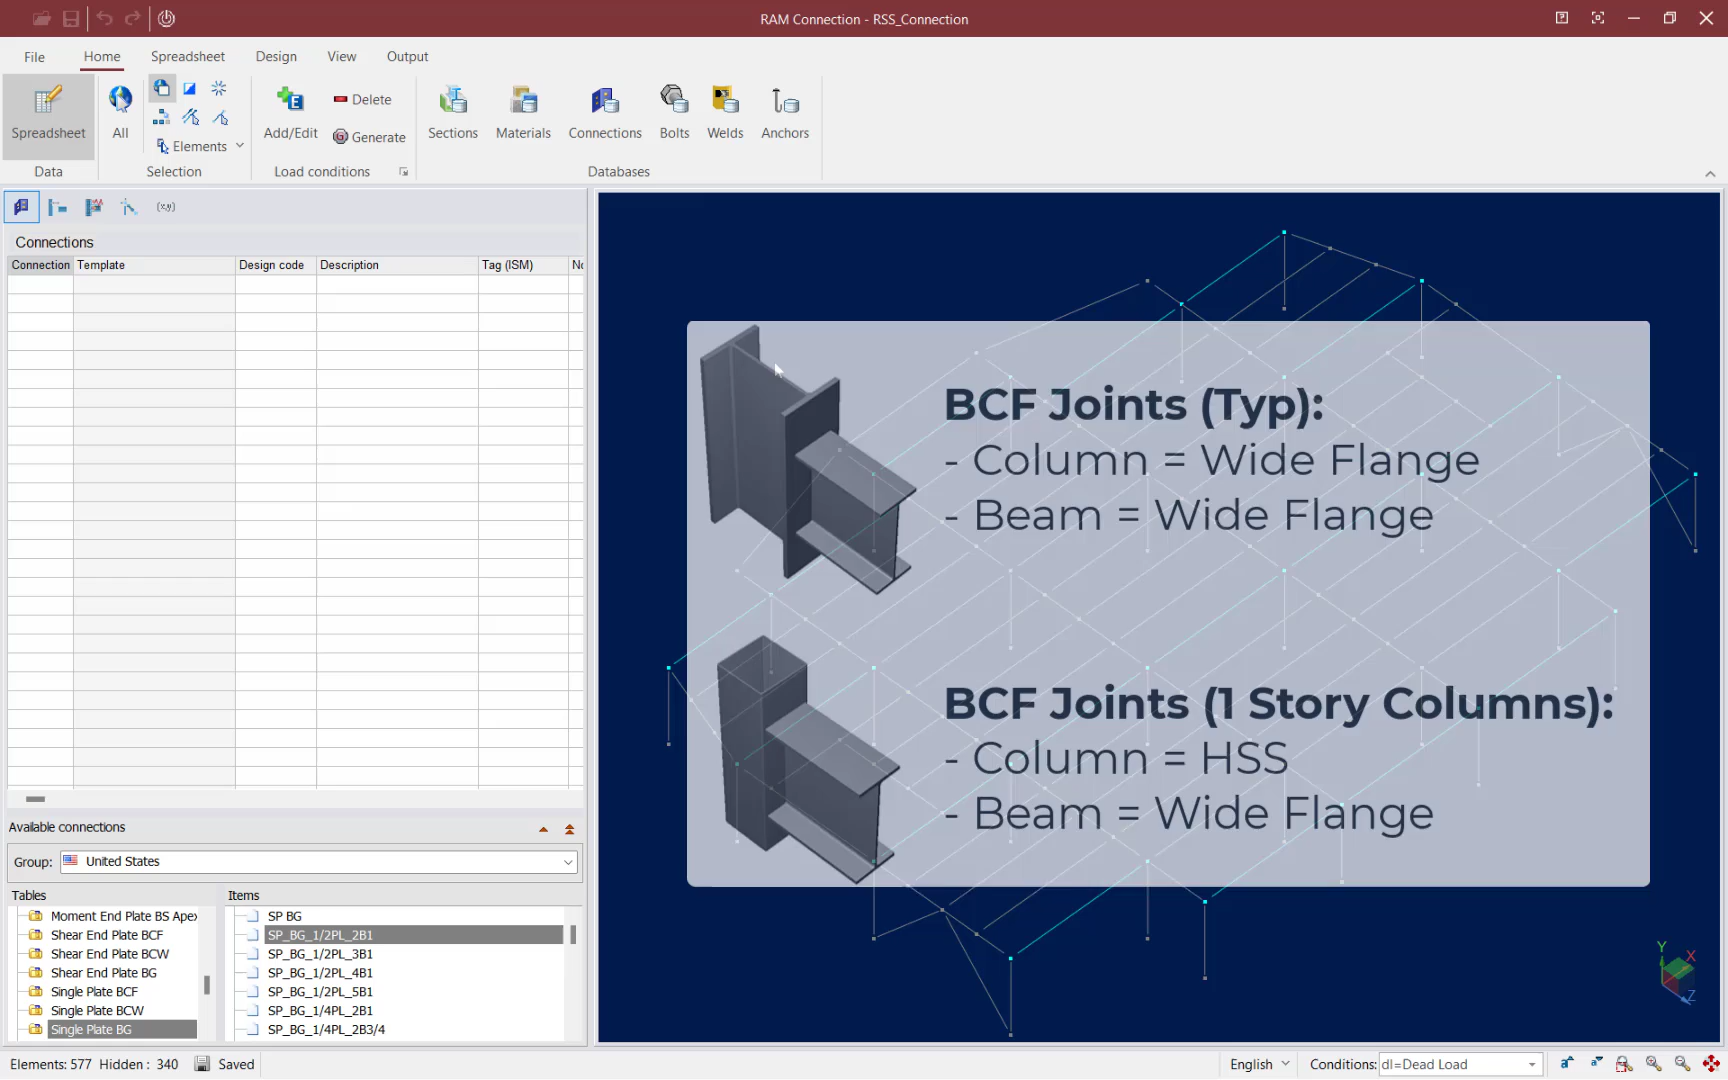 RAM Connection - RSS_Connection
File Home Spreadsheet Design View Output
Spreadsheet
All
Elements
Add/Edit
Delete
Generate
Sections Materials Connections Bolts Welds Anchors
Data Selection Load conditions Databases
(x,y)
Connections
Connection Template Design code Description Tag (ISM) No
BCF Joints (Typ):
- Column = Wide Flange
- Beam = Wide Flange
BCF Joints (1 Story Columns):
- Column = HSS
- Beam = Wide Flange
Available connections
Group: United States
Tables
Moment End Plate BS Apex
Shear End Plate BCF
Shear End Plate BCW
Shear End Plate BG
Single Plate BCF
Single Plate BCW
Single Plate BG
Items
SP BG
SP_BG_1/2PL_2B1
SP_BG_1/2PL_3B1
SP_BG_1/2PL_4B1
SP_BG_1/2PL_5B1
SP_BG_1/4PL_2B1
SP_BG_1/4PL_2B3/4
Y
X
Z
Elements: 577 Hidden : 340 Saved English Conditions: dl=Dead Load